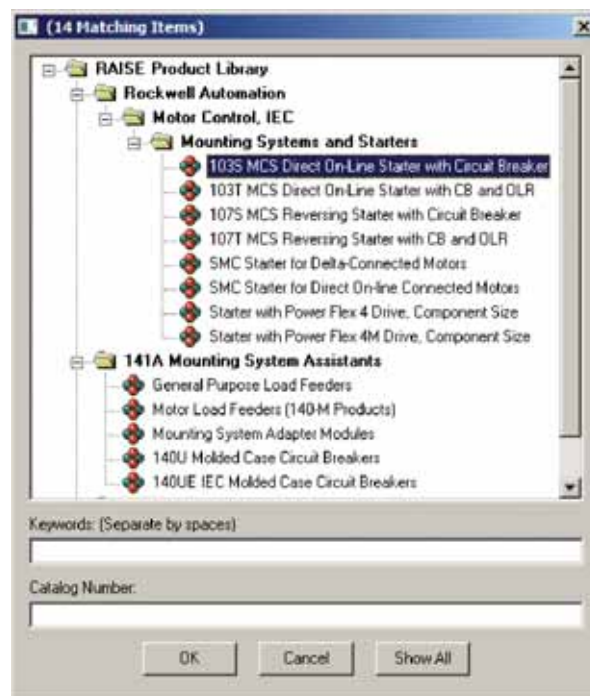 (14 Matching Items)
RAISE Product Library
Rockwell Automation
Motor Control, IEC
Mounting Systems and Starters
103S MCS Direct On-Line Starter with Circuit Breaker
103T MCS Direct On-Line Starter with CB and OLR
107S MCS Reversing Starter with Circuit Breaker
107T MCS Reversing Starter with CB and OLR
SMC Starter for Delta-Connected Motors
SMC Starter for Direct On-line Connected Motors
Starter with Power Flex 4 Drive, Component Size
Starter with Power Flex 4M Drive, Component Size
141A Mounting System Assistants
General Purpose Load Feeders
Motor Load Feeders (140-M Products)
Mounting System Adapter Modules
140U Molded Case Circuit Breakers
140UE IEC Molded Case Circuit Breakers
Keywords: (Separate by spaces)
Catalog Number:
OK Cancel Show All